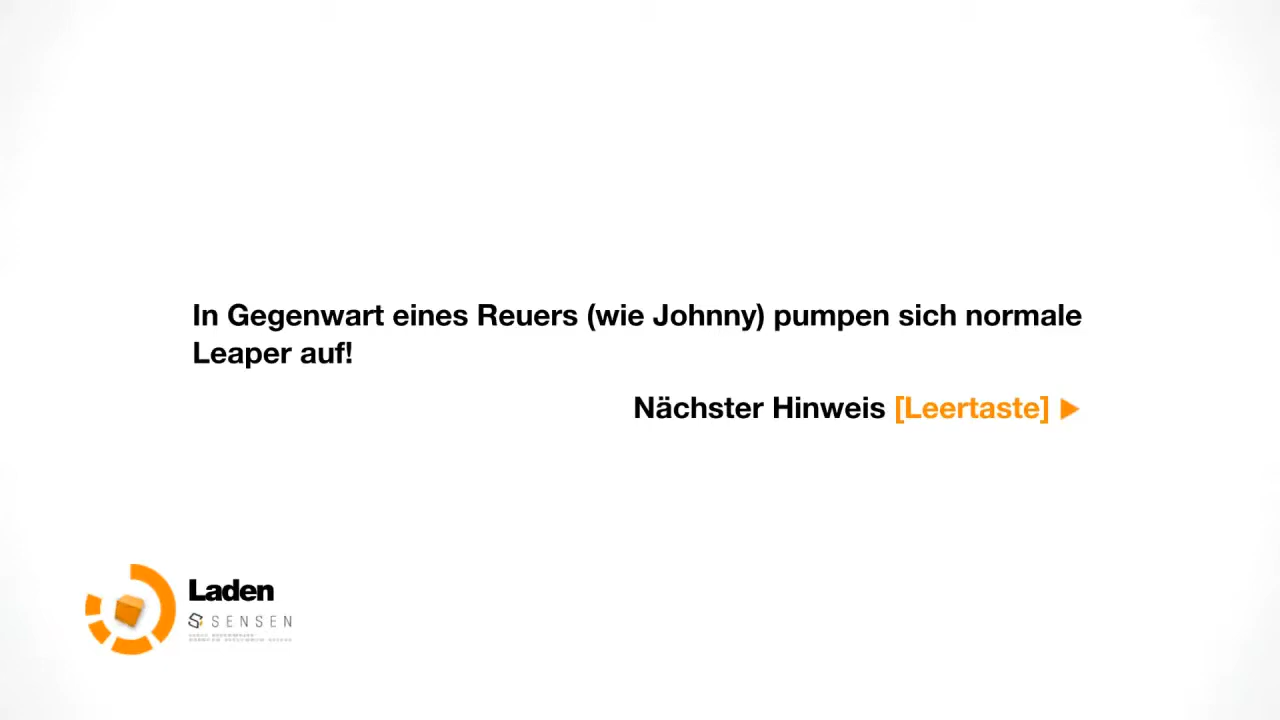 In Gegenwart eines Reuers (wie Johnny) pumpen sich normale
Leaper auf!
Nächster Hinweis [Leertaste]
Laden
SENSEN